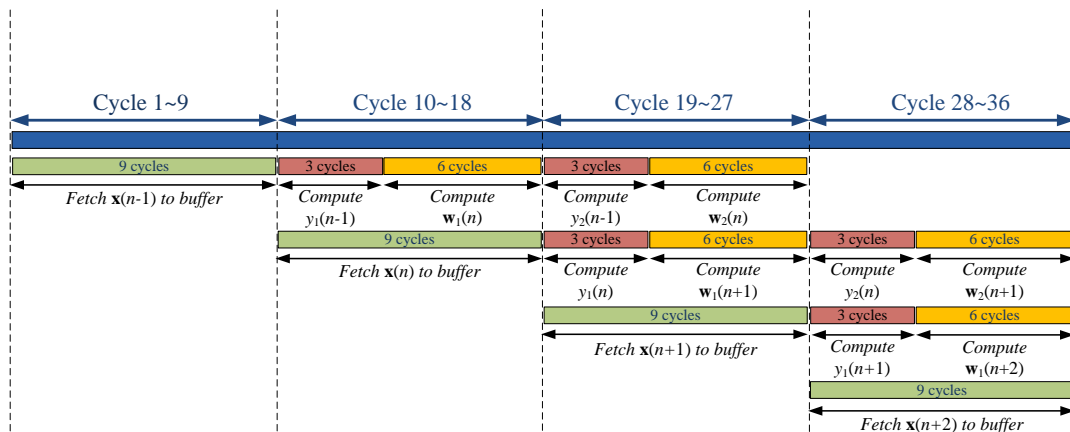 Cycle 1~9 Cycle 10~18 Cycle 19~27 Cycle 28~36
9 cycles 3 cycles 6 cycles 3 cycles 6 cycles
Fetch x(n-1) to buffer Compute Compute Compute Compute
y₁(n-1) w₁(n) y₂(n-1) w₂(n)
9 cycles 3 cycles 6 cycles 3 cycles 6 cycles
Fetch x(n) to buffer Compute Compute Compute Compute
y₁(n) w₁(n+1) y₂(n) w₂(n+1)
9 cycles 3 cycles 6 cycles
Fetch x(n+1) to buffer Compute Compute
y₁(n+1) w₁(n+2)
9 cycles
Fetch x(n+2) to buffer